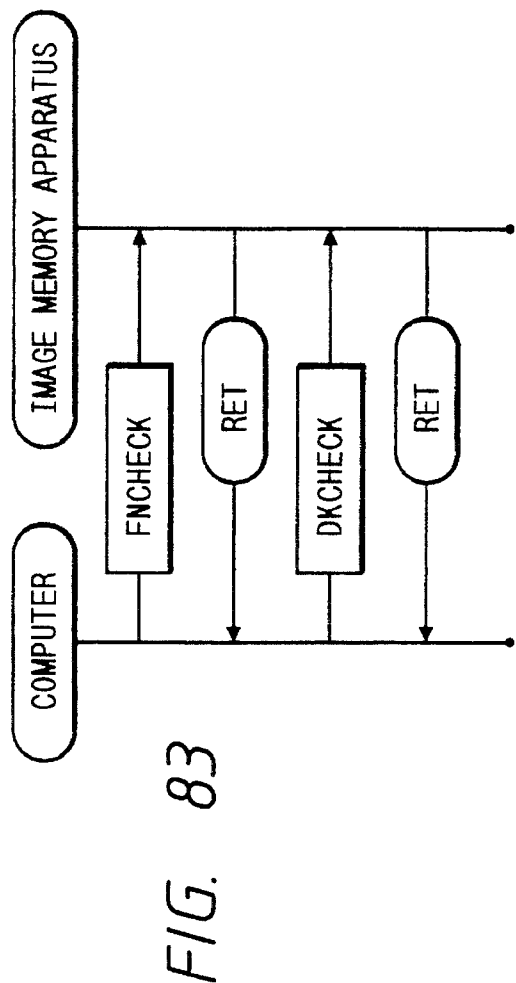 FIG. 83
COMPUTER
IMAGE MEMORY APPARATUS
FNCHECK
RET
DKCHECK
RET